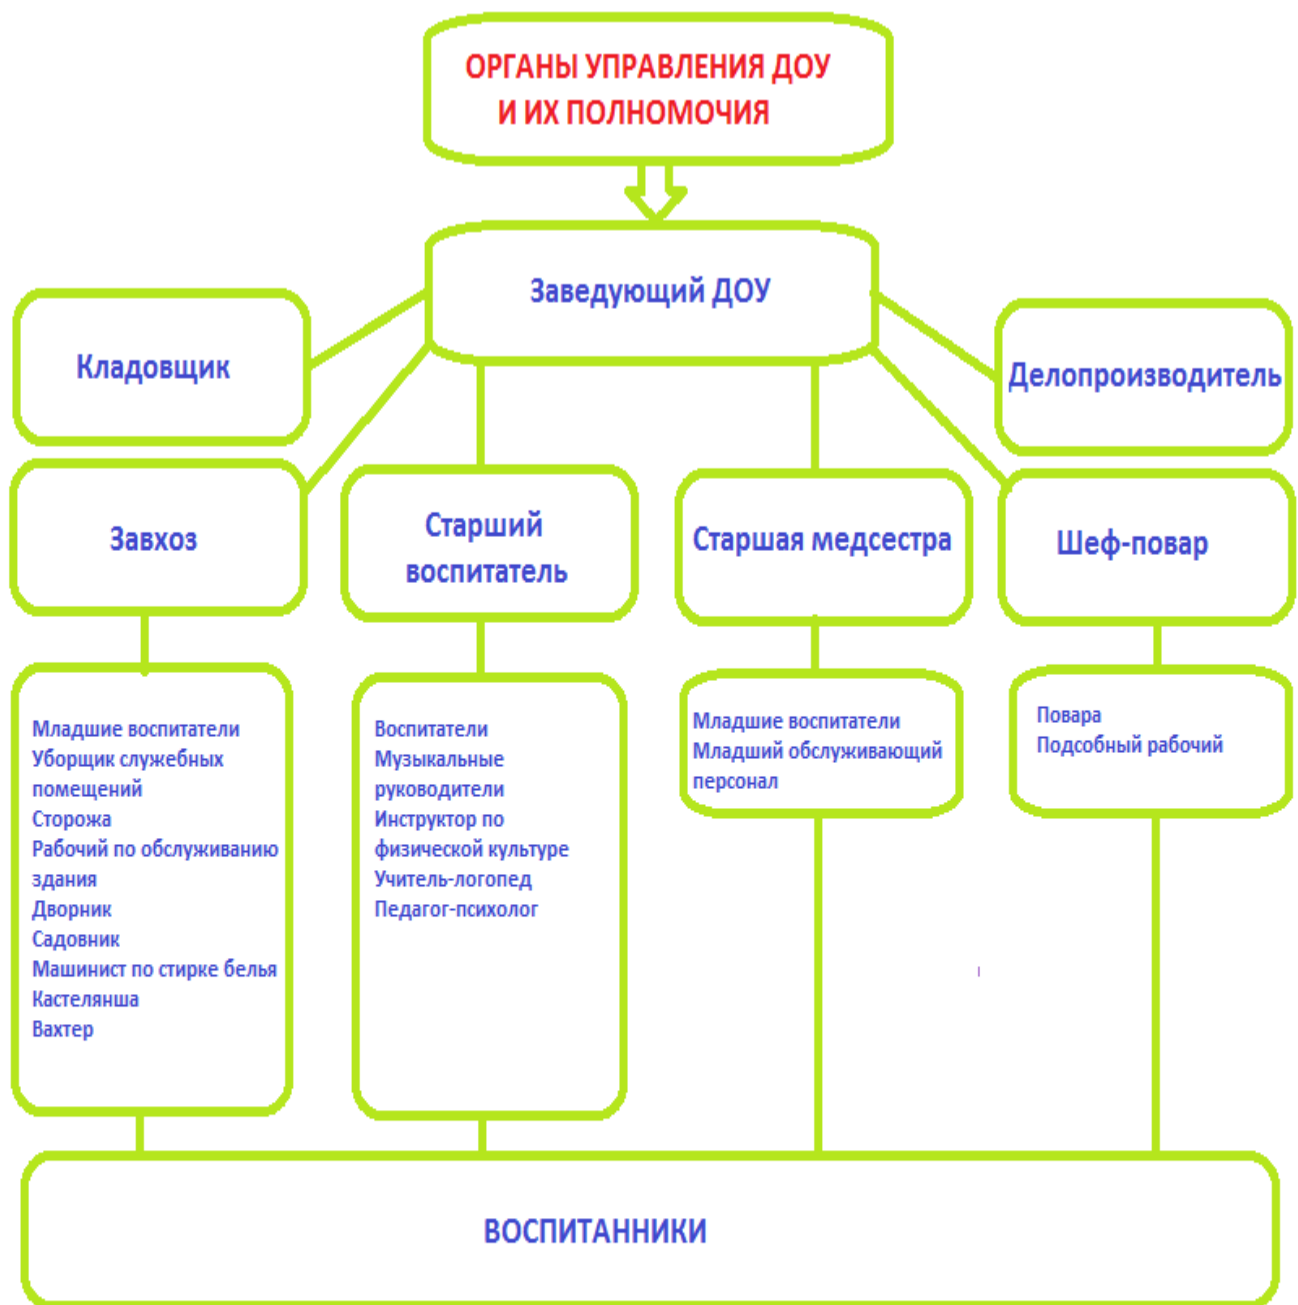 ОРГАНЫ УПРАВЛЕНИЯ ДОУ
И ИХ ПОЛНОМОЧИЯ
Заведующий ДОУ
Кладовщик
Делопроизводитель
Завхоз
Старший
воспитатель
Старшая медсестра
Шеф-повар
Младшие воспитатели
Уборщик служебных
помещений
Сторожа
Рабочий по обслуживанию
здания
Дворник
Садовник
Машинист по стирке белья
Кастелянша
Вахтер
Воспитатели
Музыкальные
руководители
Инструктор по
физической культуре
Учитель-логопед
Педагог-психолог
Младшие воспитатели
Младший обслуживающий
персонал
Повара
Подсобный рабочий
ВОСПИТАННИКИ